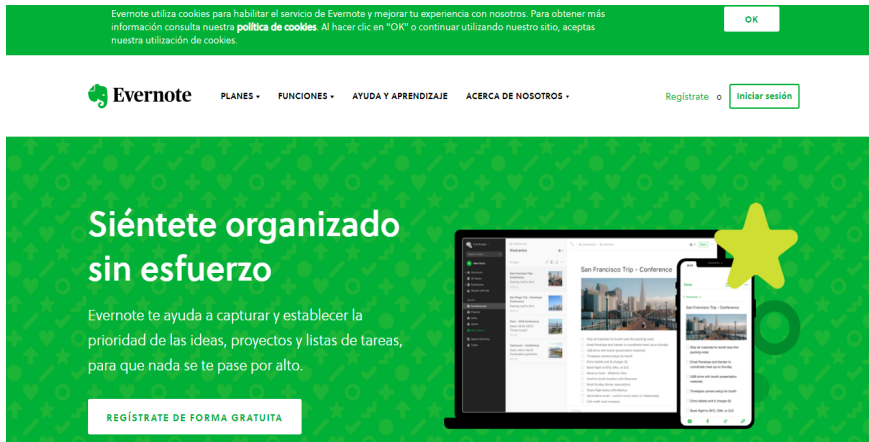 Evernote utiliza cookies para habilitar el servicio de Evernote y mejorar tu experiencia con nosotros. Para obtener más
información consulta nuestra política de cookies. Al hacer clic en "OK" o continuar utilizando nuestro sitio, aceptas
nuestra utilización de cookies.
OK
Evernote
PLANES
FUNCIONES
AYUDA Y APRENDIZAJE
ACERCA DE NOSOTROS
Regístrate o Iniciar sesión
Siéntete organizado
sin esfuerzo
Evernote te ayuda a capturar y establecer la
prioridad de las ideas, proyectos y listas de tareas,
para que nada se te pase por alto.
REGÍSTRATE DE FORMA GRATUITA
San Francisco Trip - Conference
San Francisco Trip - Conference